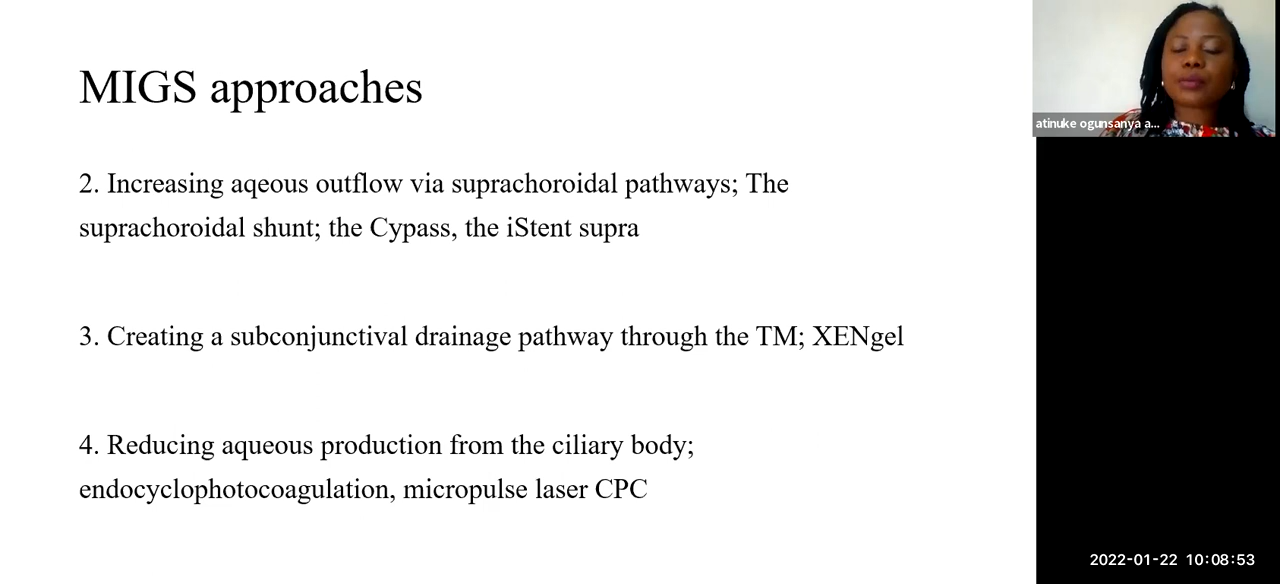 MIGS approaches
atinuke ogunsanya a...
2. Increasing aqeous outflow via suprachoroidal pathways; The
suprachoroidal shunt; the Cypass, the iStent supra
3. Creating a subconjunctival drainage pathway through the TM; XENgel
4. Reducing aqueous production from the ciliary body;
endocyclophotocoagulation, micropulse laser CPC
2022-01-22 10:08:53